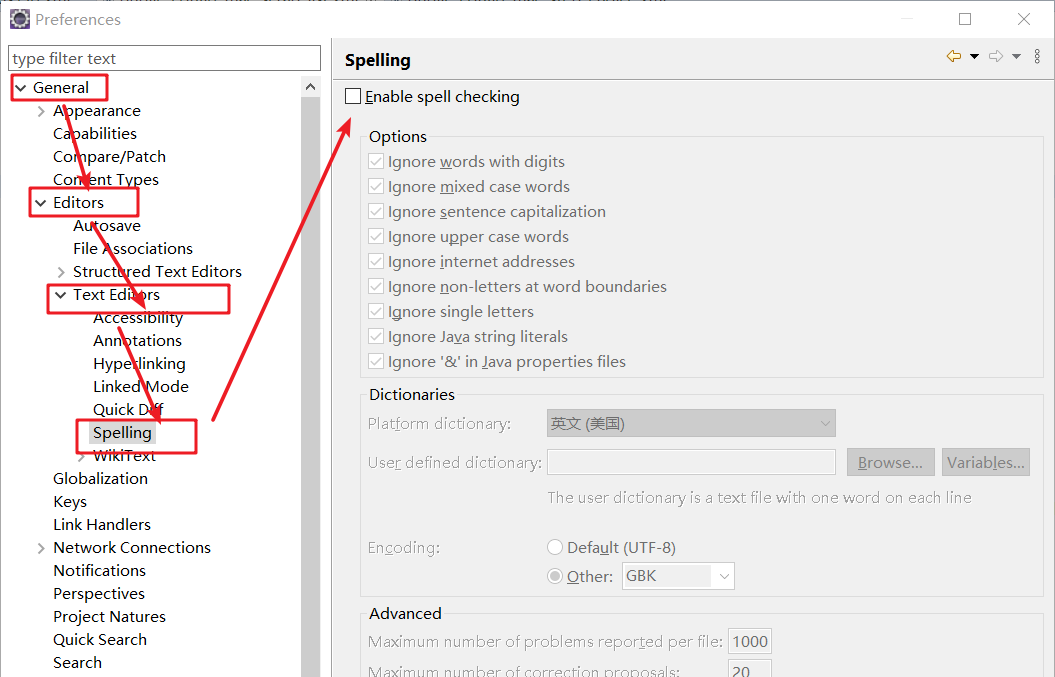 Preferences
type filter text
General
Appearance
Capabilities
Compare/Patch
Content Types
Editors
Autosave
File Associations
Structured Text Editors
Text Editors
Accessibility
Annotations
Hyperlinking
Linked Mode
Quick Diff
Spelling
WikiText
Globalization
Keys
Link Handlers
Network Connections
Notifications
Perspectives
Project Natures
Quick Search
Search
Spelling
Enable spell checking
Options
Ignore words with digits
Ignore mixed case words
Ignore sentence capitalization
Ignore upper case words
Ignore internet addresses
Ignore non-letters at word boundaries
Ignore single letters
Ignore Java string literals
Ignore '&' in Java properties files
Dictionaries
Platform dictionary: 英文 (美国)
User defined dictionary: Browse... Variables...
The user dictionary is a text file with one word on each line
Encoding: Default (UTF-8)
Other: GBK
Advanced
Maximum number of problems reported per file: 1000
Maximum number of correction proposals: 20